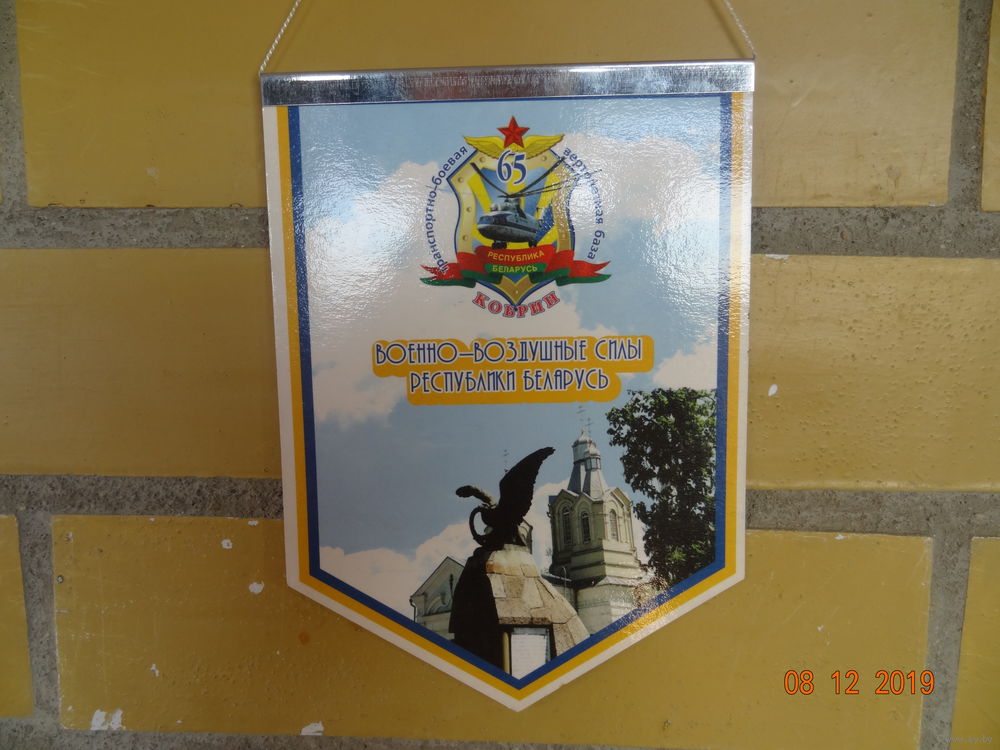 65
транспортно-боевая
вертолетная база
РЕСПУБЛИКА
БЕЛАРУСЬ
КОБРИН
ВОЕННО-ВОЗДУШНЫЕ СИЛЫ
РЕСПУБЛИКИ БЕЛАРУСЬ
08 12 2019